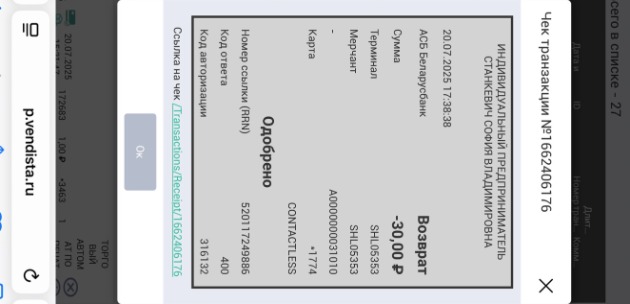 сего в списке - 27
Чек транзакции №1662406176
ИНДИВИДУАЛЬНЫЙ ПРЕДПРИНИМАТЕЛЬ
СТАНКЕВИЧ СОФИЯ ВЛАДИМИРОВНА
20.07.2025 17:38:38
АСБ Беларусбанк Возврат
Сумма -30,00 ₽
Терминал SHL05353
Мерчант SHL05353
- A0000000031010
Карта *1774
CONTACTLESS
Одобрено
Номер ссылки (RRN) 520117249886
Код ответа 400
Код авторизации 316132
Ссылка на чек /Transactions/Receipt/1662406176
Ок
20.07.2025 172683 1,00 ₽ *3463 1
ТОРГО
ВЫЙ
АВТОМ
АТ ПО
p.vendista.ru